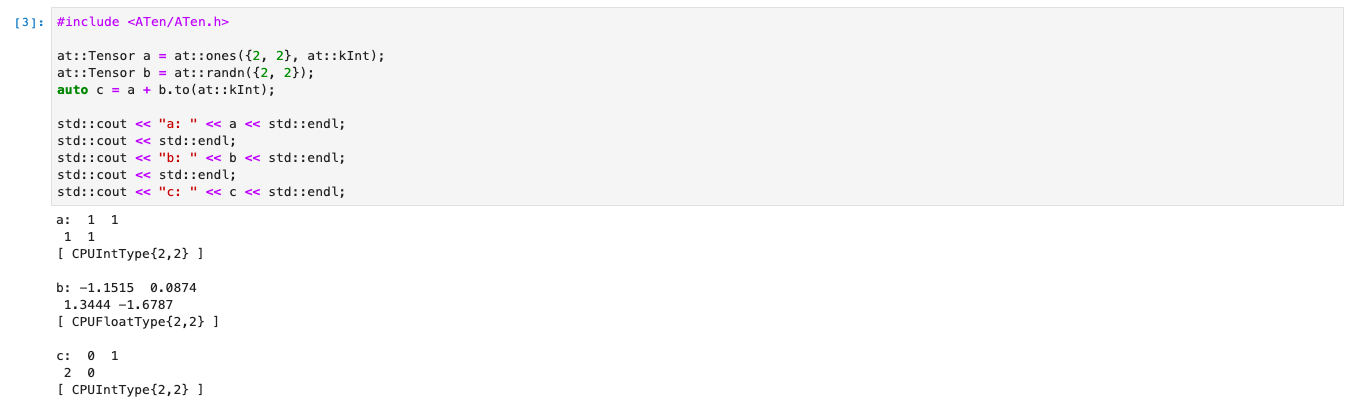 [3]: #include <ATen/ATen.h>
at::Tensor a = at::ones({2, 2}, at::kInt);
at::Tensor b = at::randn({2, 2});
auto c = a + b.to(at::kInt);
std::cout << "a: " << a << std::endl;
std::cout << std::endl;
std::cout << "b: " << b << std::endl;
std::cout << std::endl;
std::cout << "c: " << c << std::endl;
a:  1  1
 1  1
[ CPUIntType{2,2} ]
b: -1.1515  0.0874
 1.3444 -1.6787
[ CPUFloatType{2,2} ]
c:  0  1
 2  0
[ CPUIntType{2,2} ]